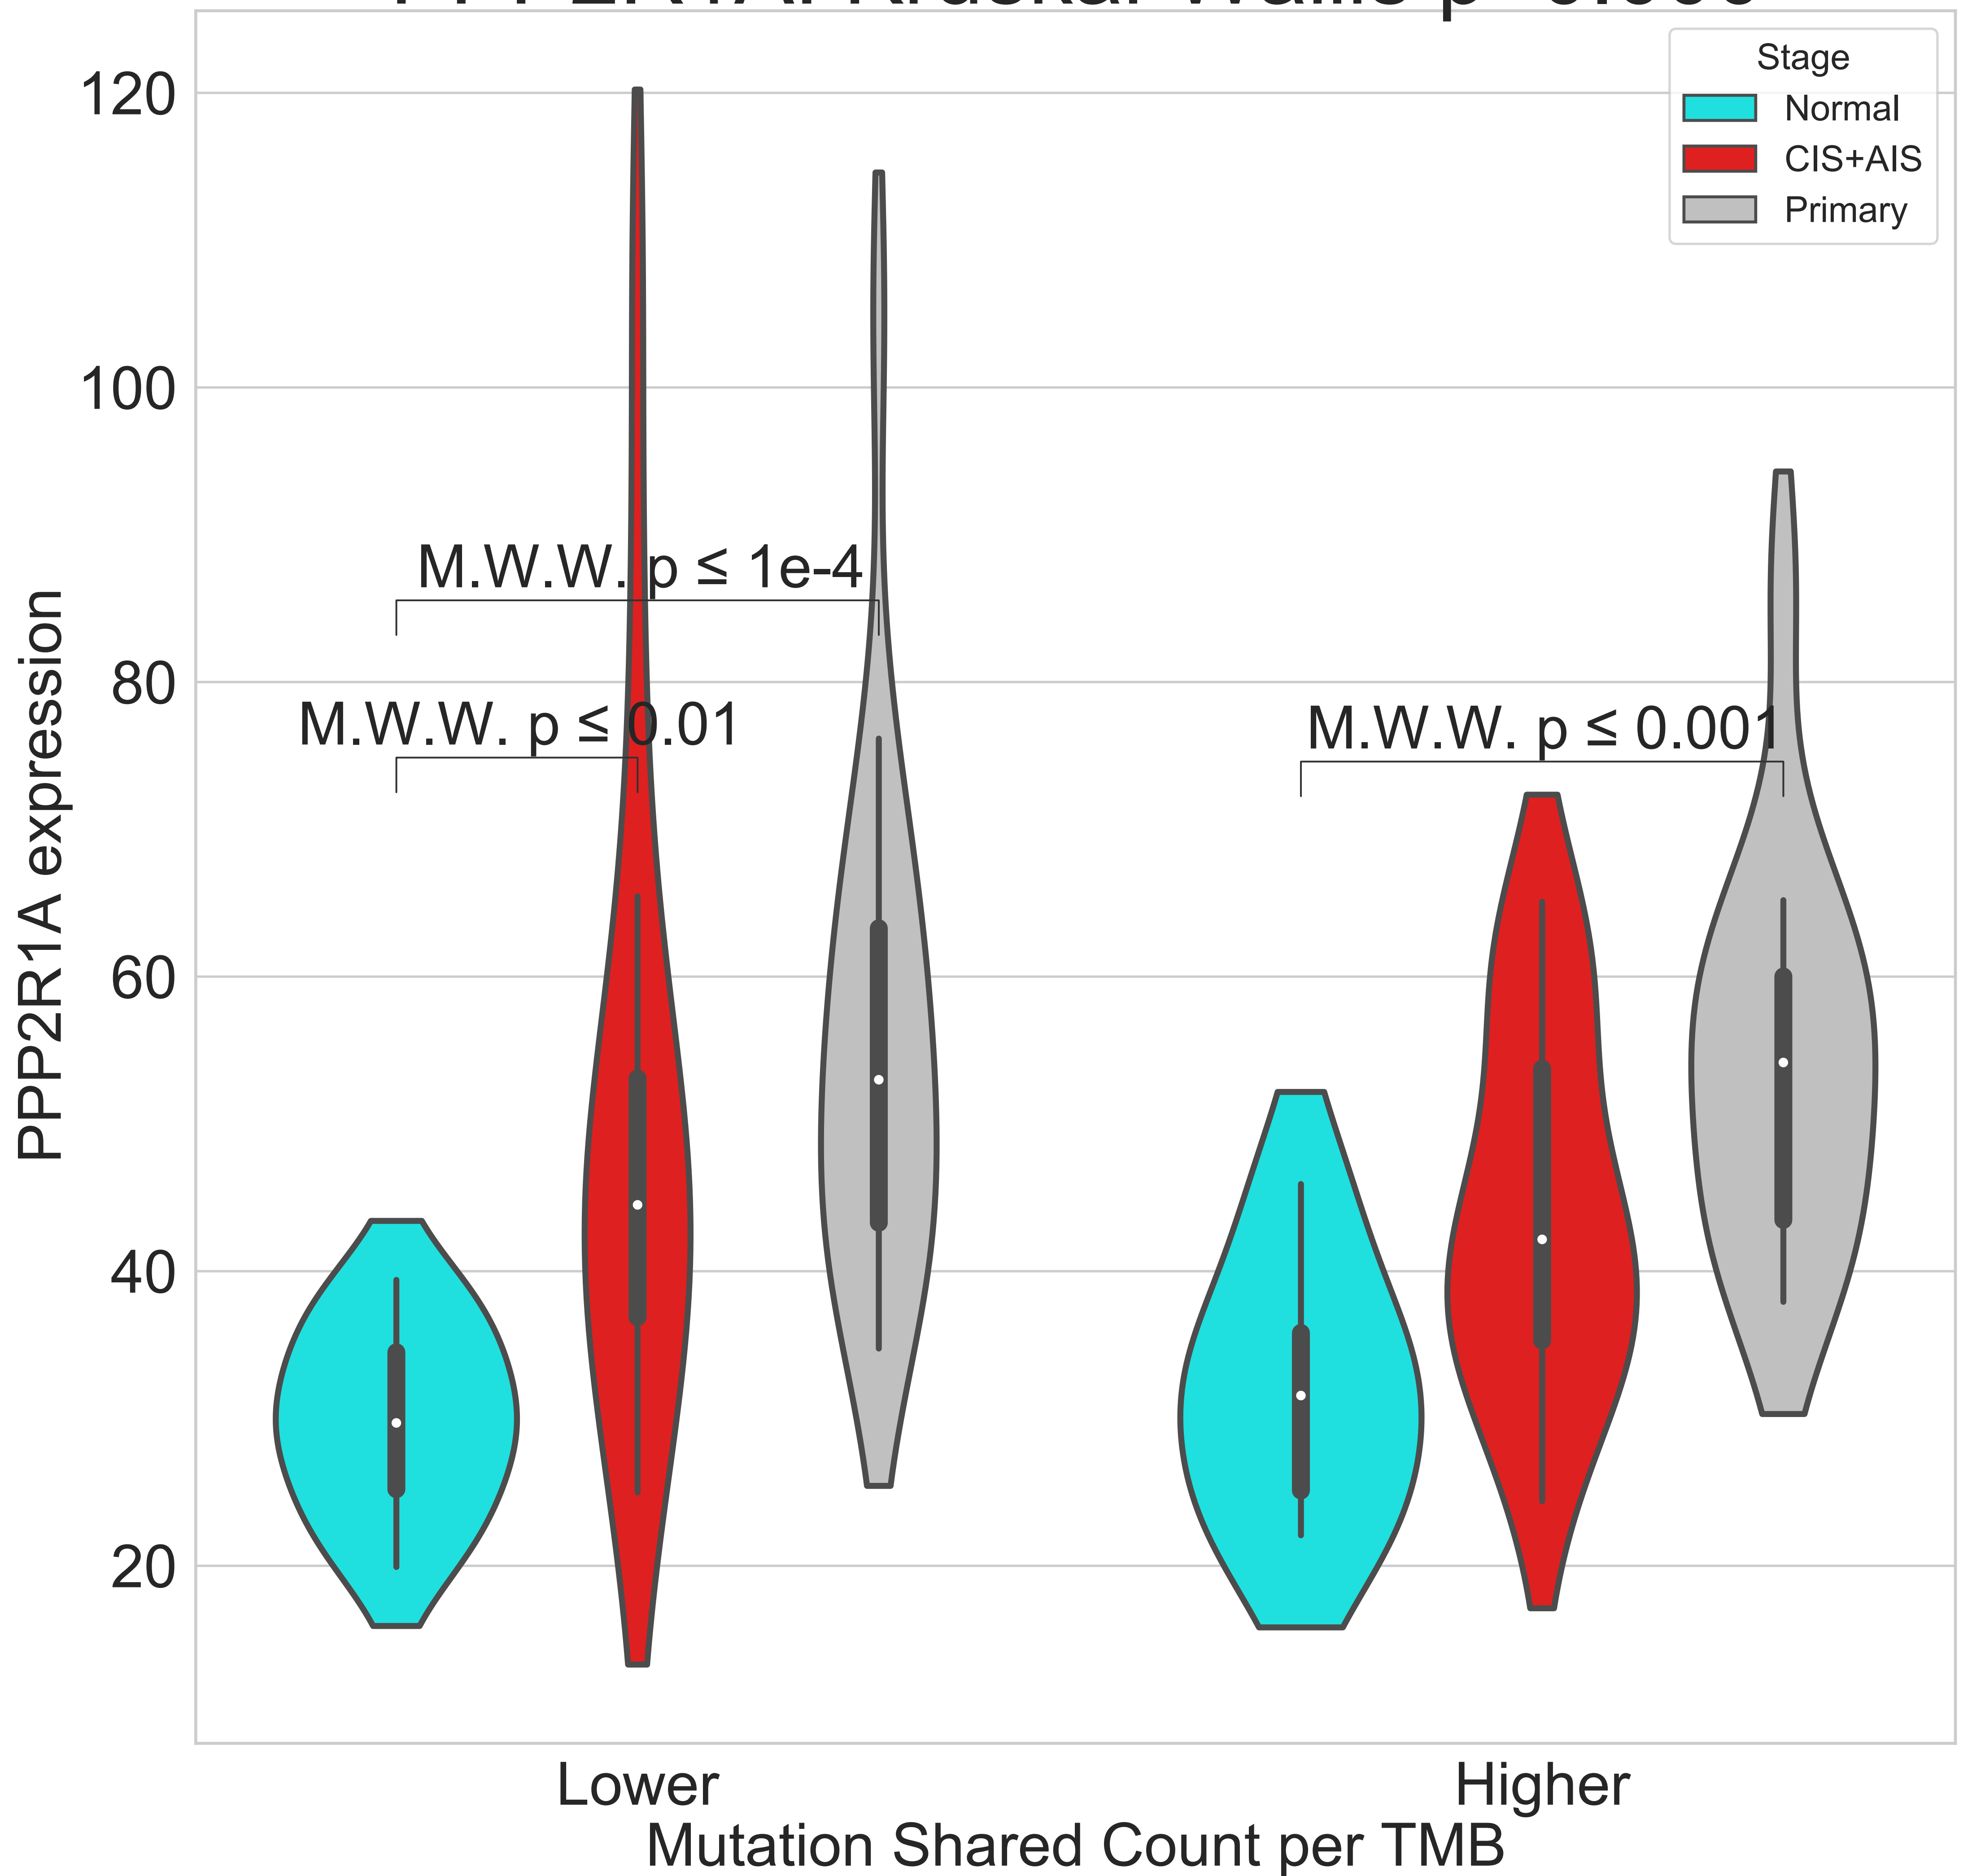 Stage
Normal
CIS+AIS
Primary
120
100
80
60
40
20
PPP2R1A expression
M.W.W. p ≤ 1e-4
M.W.W. p ≤ 0.01
M.W.W. p ≤ 0.001
Lower
Higher
Mutation Shared Count per TMB